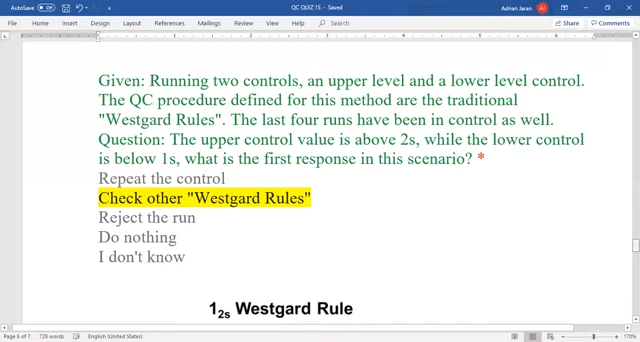 AutoSave Off
QC QUIZ 15 - Saved
Adnan Jaran AJ
File Home Insert Draw Design Layout References Mailings Review View Help
Share Comments
Given: Running two controls, an upper level and a lower level control.
The QC procedure defined for this method are the traditional
"Westgard Rules". The last four runs have been in control as well.
Question: The upper control value is above 2s, while the lower control
is below 1s, what is the first response in this scenario? *
Repeat the control
Check other "Westgard Rules"
Reject the run
Do nothing
I don't know
12s Westgard Rule
Page 6 of 7 728 words English (United States) 170%